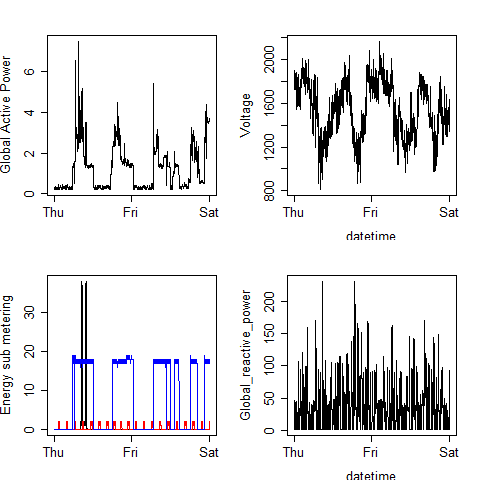 Global Active Power
0 2 4 6
Thu Fri Sat
Voltage
800 1200 1600 2000
Thu Fri Sat
datetime
Energy sub metering
0 10 20 30
Thu Fri Sat
Global_reactive_power
0 50 100 150 200
Thu Fri Sat
datetime